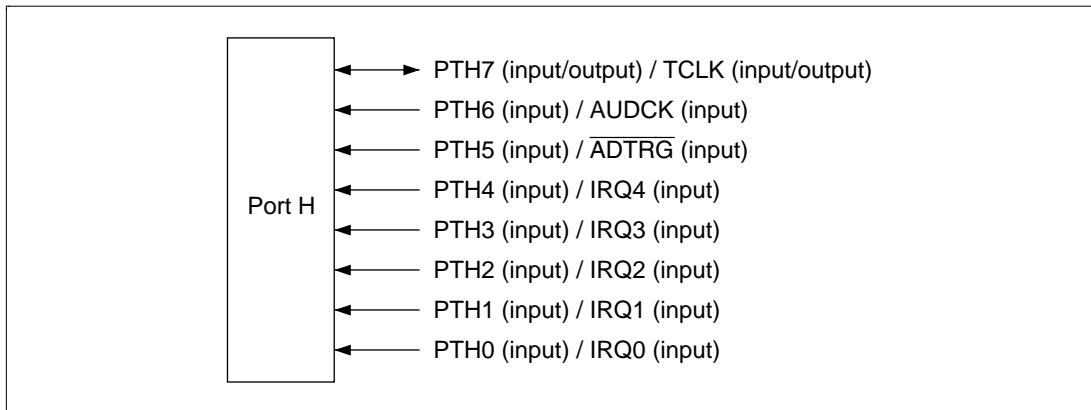 Port H
PTH7 (input/output) / TCLK (input/output)
PTH6 (input) / AUDCK (input)
PTH5 (input) / A̅D̅T̅R̅G̅ (input)
PTH4 (input) / IRQ4 (input)
PTH3 (input) / IRQ3 (input)
PTH2 (input) / IRQ2 (input)
PTH1 (input) / IRQ1 (input)
PTH0 (input) / IRQ0 (input)